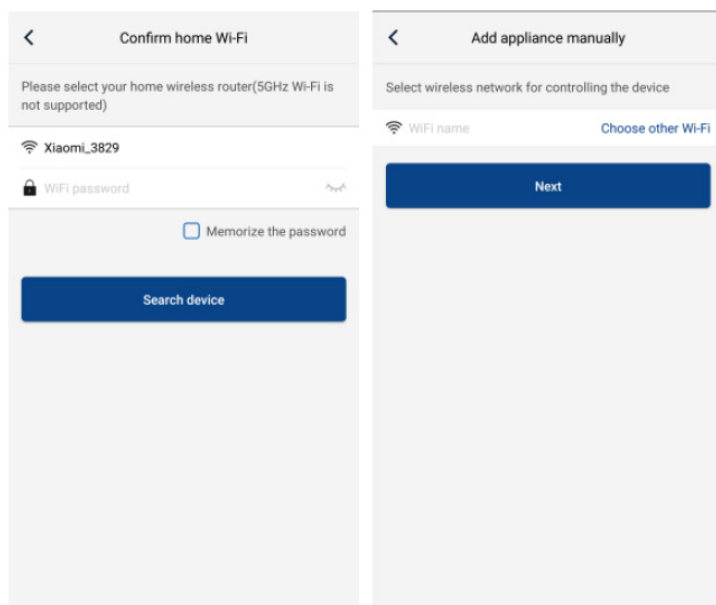 Confirm home Wi-Fi
Please select your home wireless router(5GHz Wi-Fi is
not supported)
Xiaomi_3829
WiFi password
Memorize the password
Search device
Add appliance manually
Select wireless network for controlling the device
WiFi name
Choose other Wi-Fi
Next